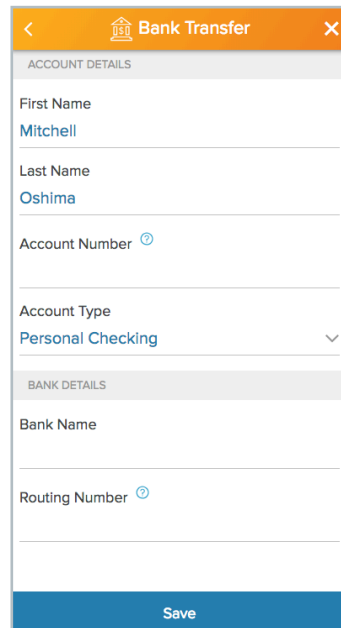 Bank Transfer
ACCOUNT DETAILS
First Name
Mitchell
Last Name
Oshima
Account Number ?
Account Type
Personal Checking
BANK DETAILS
Bank Name
Routing Number ?
Save